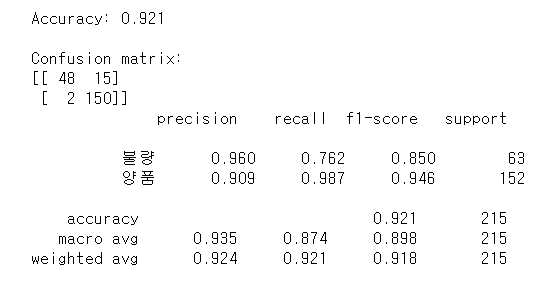 Accuracy: 0.921
Confusion matrix:
[[ 48  15]
 [  2 150]]
precision    recall  f1-score   support
불량      0.960     0.762     0.850        63
양품      0.909     0.987     0.946       152
accuracy                          0.921       215
macro avg      0.935     0.874     0.898       215
weighted avg      0.924     0.921     0.918       215